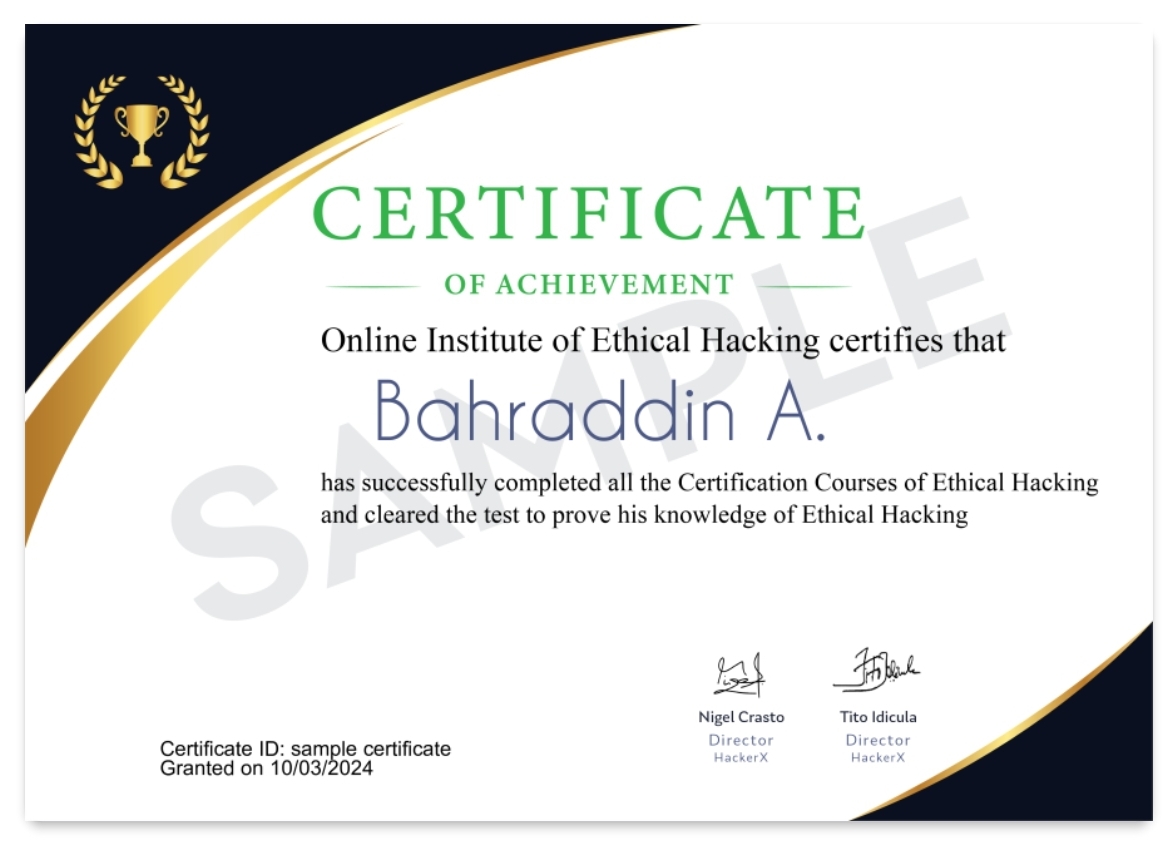 CERTIFICATE
OF ACHIEVEMENT
Online Institute of Ethical Hacking certifies that
Bahraddin A.
has successfully completed all the Certification Courses of Ethical Hacking
and cleared the test to prove his knowledge of Ethical Hacking
SAMPLE
Nigel Crasto
Director
HackerX
Tito Idicula
Director
HackerX
Certificate ID: sample certificate
Granted on 10/03/2024